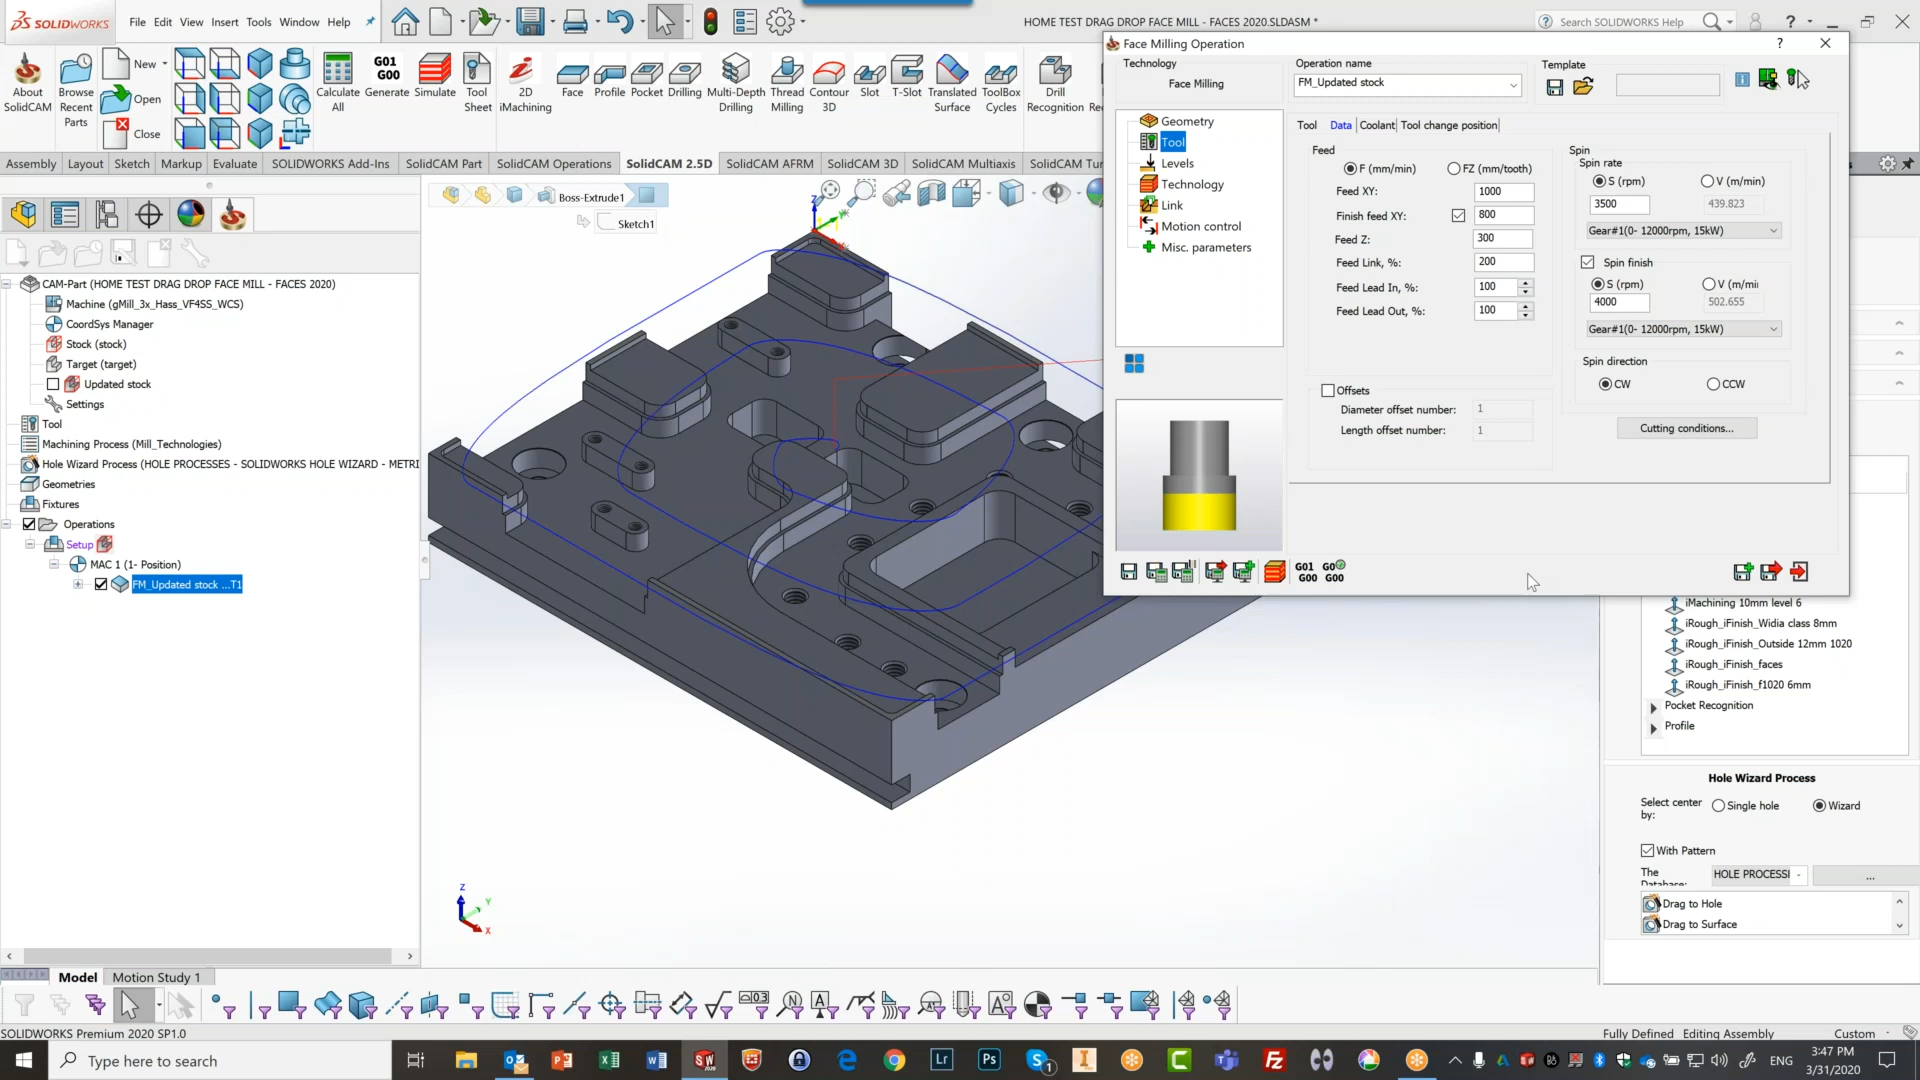 SOLIDWORKS
File Edit View Insert Tools Window Help
HOME TEST DRAG DROP FACE MILL - FACES 2020.SLDASM *
Search SOLIDWORKS Help
About SolidCAM
Browse Recent Parts
New
Open
Close
Calculate All
G01 G00
Generate
Simulate
Tool Sheet
2D iMachining
Face
Profile
Pocket
Drilling
Multi-Depth Drilling
Thread Milling
Contour 3D
Slot
T-Slot
Translated Surface
ToolBox Cycles
Drill Recognition
Assembly Layout Sketch Markup Evaluate SOLIDWORKS Add-Ins SolidCAM Part SolidCAM Operations SolidCAM 2.5D SolidCAM AFRM SolidCAM 3D SolidCAM Multiaxis SolidCAM Tur
Boss-Extrude1
Sketch1
CAM-Part (HOME TEST DRAG DROP FACE MILL - FACES 2020)
Machine (gMill_3x_Hass_VF4SS_WCS)
CoordSys Manager
Stock (stock)
Target (target)
Updated stock
Settings
Tool
Machining Process (Mill_Technologies)
Hole Wizard Process (HOLE PROCESSES - SOLIDWORKS HOLE WIZARD - METRI
Geometries
Fixtures
Operations
Setup
MAC 1 (1- Position)
FM_Updated stock ...T1
Face Milling Operation
Technology
Face Milling
Operation name
FM_Updated stock
Template
Geometry
Tool
Levels
Technology
Link
Motion control
Misc. parameters
Tool Data Coolant Tool change position
Feed
F (mm/min) FZ (mm/tooth)
Feed XY: 1000
Finish feed XY: 800
Feed Z: 300
Feed Link, %: 200
Feed Lead In, %: 100
Feed Lead Out, %: 100
Offsets
Diameter offset number: 1
Length offset number: 1
Spin
Spin rate
S (rpm) V (m/min)
3500 439.823
Gear#1(0- 12000rpm, 15kW)
Spin finish
S (rpm) V (m/min
4000 502.655
Gear#1(0- 12000rpm, 15kW)
Spin direction
CW CCW
Cutting conditions...
G01 G00
G0 G00
iMachining 10mm level 6
iRough_iFinish_Widia class 8mm
iRough_iFinish_Outside 12mm 1020
iRough_iFinish_faces
iRough_iFinish_f1020 6mm
Pocket Recognition
Profile
Hole Wizard Process
Select center by: Single hole Wizard
With Pattern
The Database: HOLE PROCESSI ...
Drag to Hole
Drag to Surface
Z
Y
X
Model Motion Study 1
SOLIDWORKS Premium 2020 SP1.0
Fully Defined Editing Assembly Custom
Type here to search
ENG
3:47 PM
3/31/2020